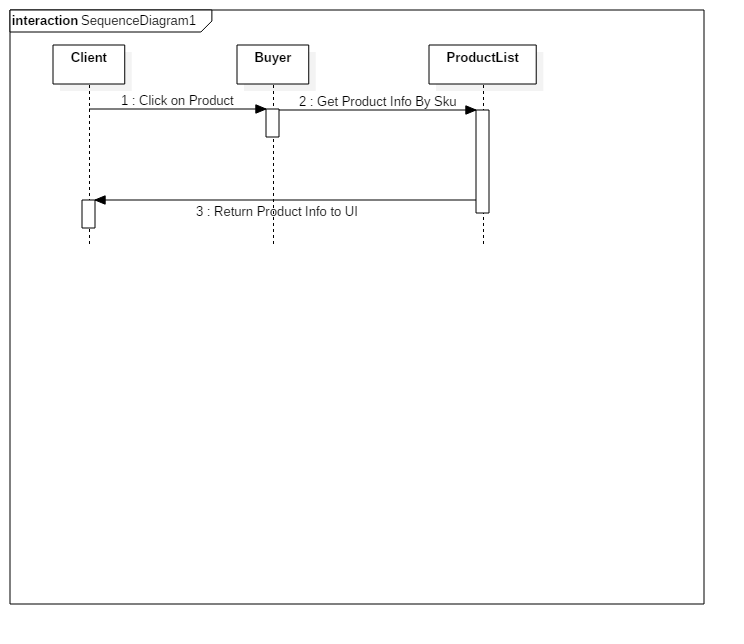 interaction SequenceDiagram1
Client
Buyer
ProductList
1 : Click on Product
2 : Get Product Info By Sku
3 : Return Product Info to UI